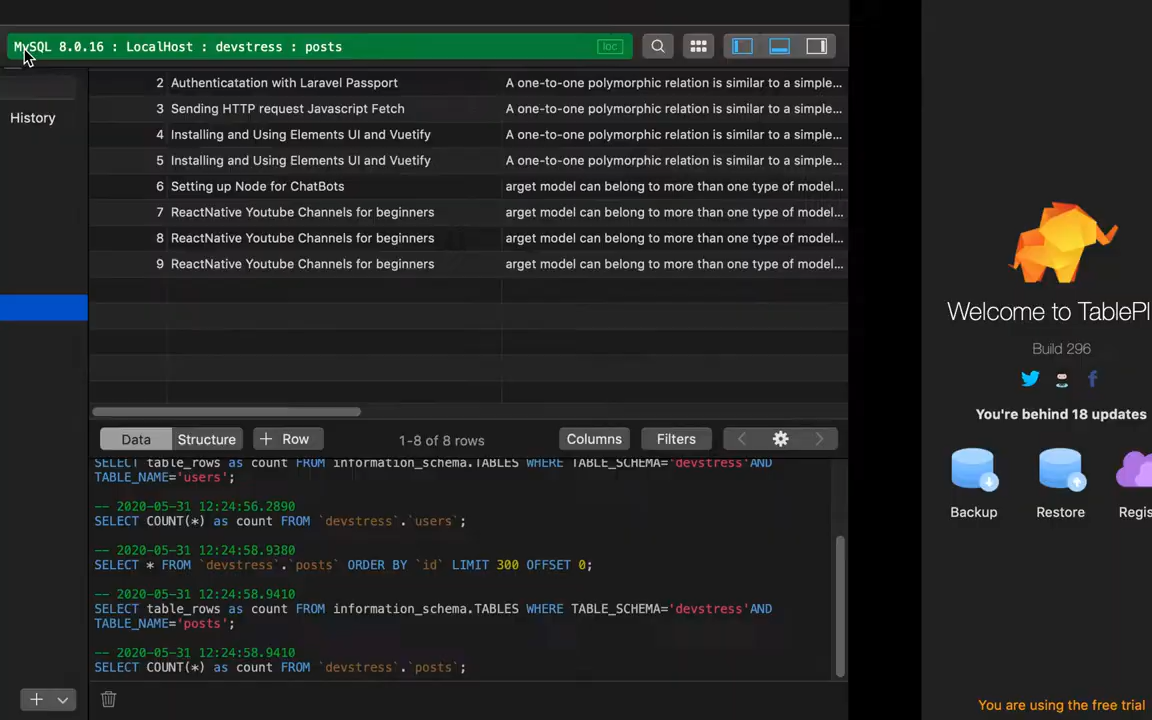 MySQL 8.0.16 : LocalHost : devstress : posts
loc
History
2 Authenticatation with Laravel Passport A one-to-one polymorphic relation is similar to a simple...
3 Sending HTTP request Javascript Fetch A one-to-one polymorphic relation is similar to a simple...
4 Installing and Using Elements UI and Vuetify A one-to-one polymorphic relation is similar to a simple...
5 Installing and Using Elements UI and Vuetify A one-to-one polymorphic relation is similar to a simple...
6 Setting up Node for ChatBots arget model can belong to more than one type of model...
7 ReactNative Youtube Channels for beginners arget model can belong to more than one type of model...
8 ReactNative Youtube Channels for beginners arget model can belong to more than one type of model...
9 ReactNative Youtube Channels for beginners arget model can belong to more than one type of model...
Data Structure + Row 1-8 of 8 rows Columns Filters
SELECT table_rows as count FROM information_schema.TABLES WHERE TABLE_SCHEMA='devstress'AND
TABLE_NAME='users';
-- 2020-05-31 12:24:56.2890
SELECT COUNT(*) as count FROM `devstress`.`users`;
-- 2020-05-31 12:24:58.9380
SELECT * FROM `devstress`.`posts` ORDER BY `id` LIMIT 300 OFFSET 0;
-- 2020-05-31 12:24:58.9410
SELECT table_rows as count FROM information_schema.TABLES WHERE TABLE_SCHEMA='devstress'AND
TABLE_NAME='posts';
-- 2020-05-31 12:24:58.9410
SELECT COUNT(*) as count FROM `devstress`.`posts`;
Welcome to TablePl
Build 296
You're behind 18 updates
Backup Restore Regis
You are using the free trial